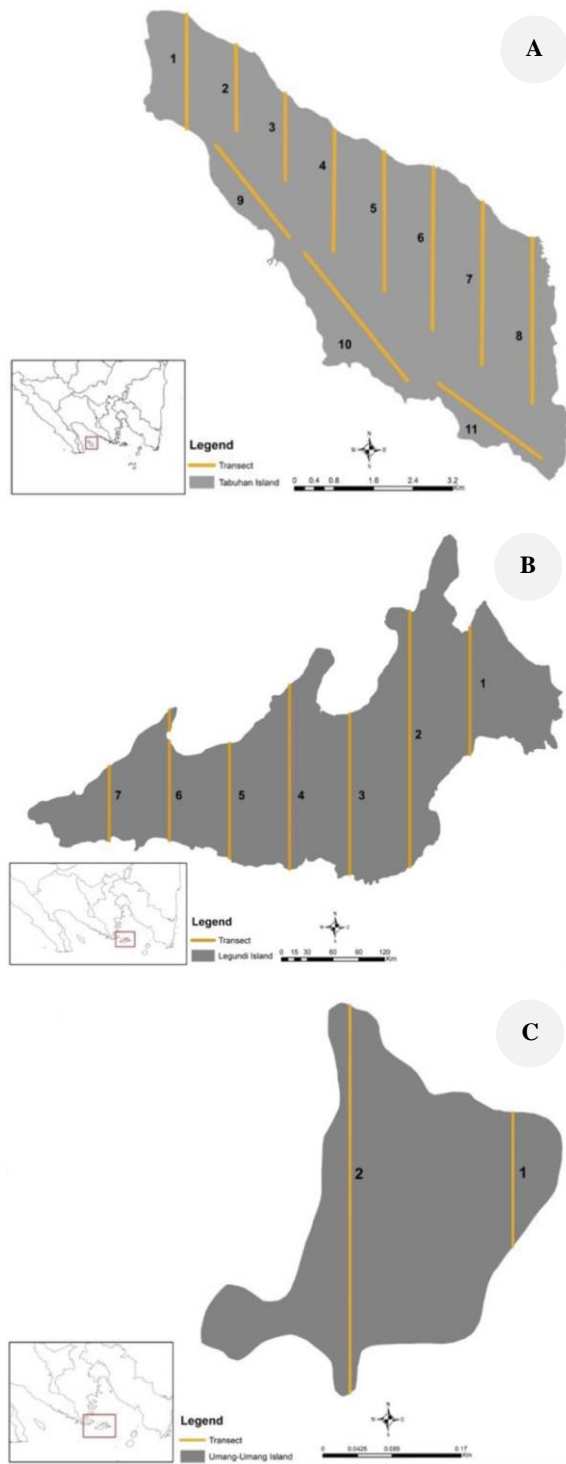 A
1
2
3
4
5
6
7
8
9
10
11
Legend
Transect
Tabuhan Island
N
W E
S
0 0.4 0.8 1.6 2.4 3.2
Km
B
1
2
3
4
5
6
7
Legend
Transect
Legundi Island
N
W E
S
0 15 30 60 90 120
Km
C
2
1
Legend
Transect
Umang-Umang Island
N
W E
S
0 0.0425 0.085 0.17
Km